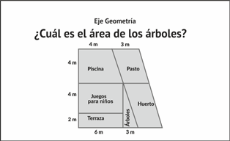 Eje Geometría
¿Cuál es el área de los árboles?
4 m 3 m
4 m
Piscina Pasto
4 m
Juegos
para niños
Huerto
Árboles
2 m
Terraza
6 m 3 m